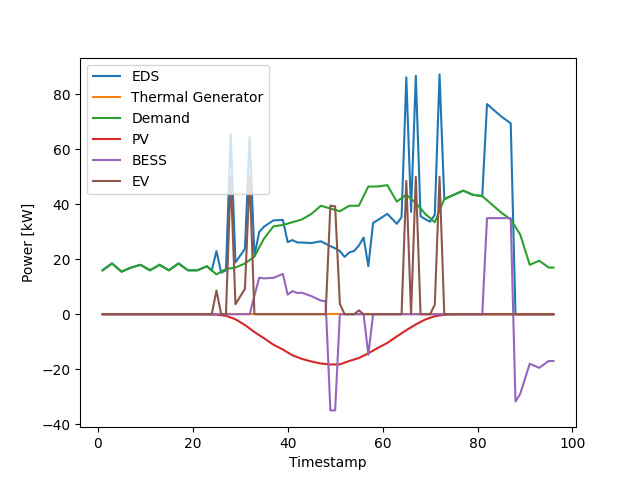 EDS
Thermal Generator
Demand
PV
BESS
EV
Power [kW]
80
60
40
20
0
−20
−40
0 20 40 60 80 100
Timestamp